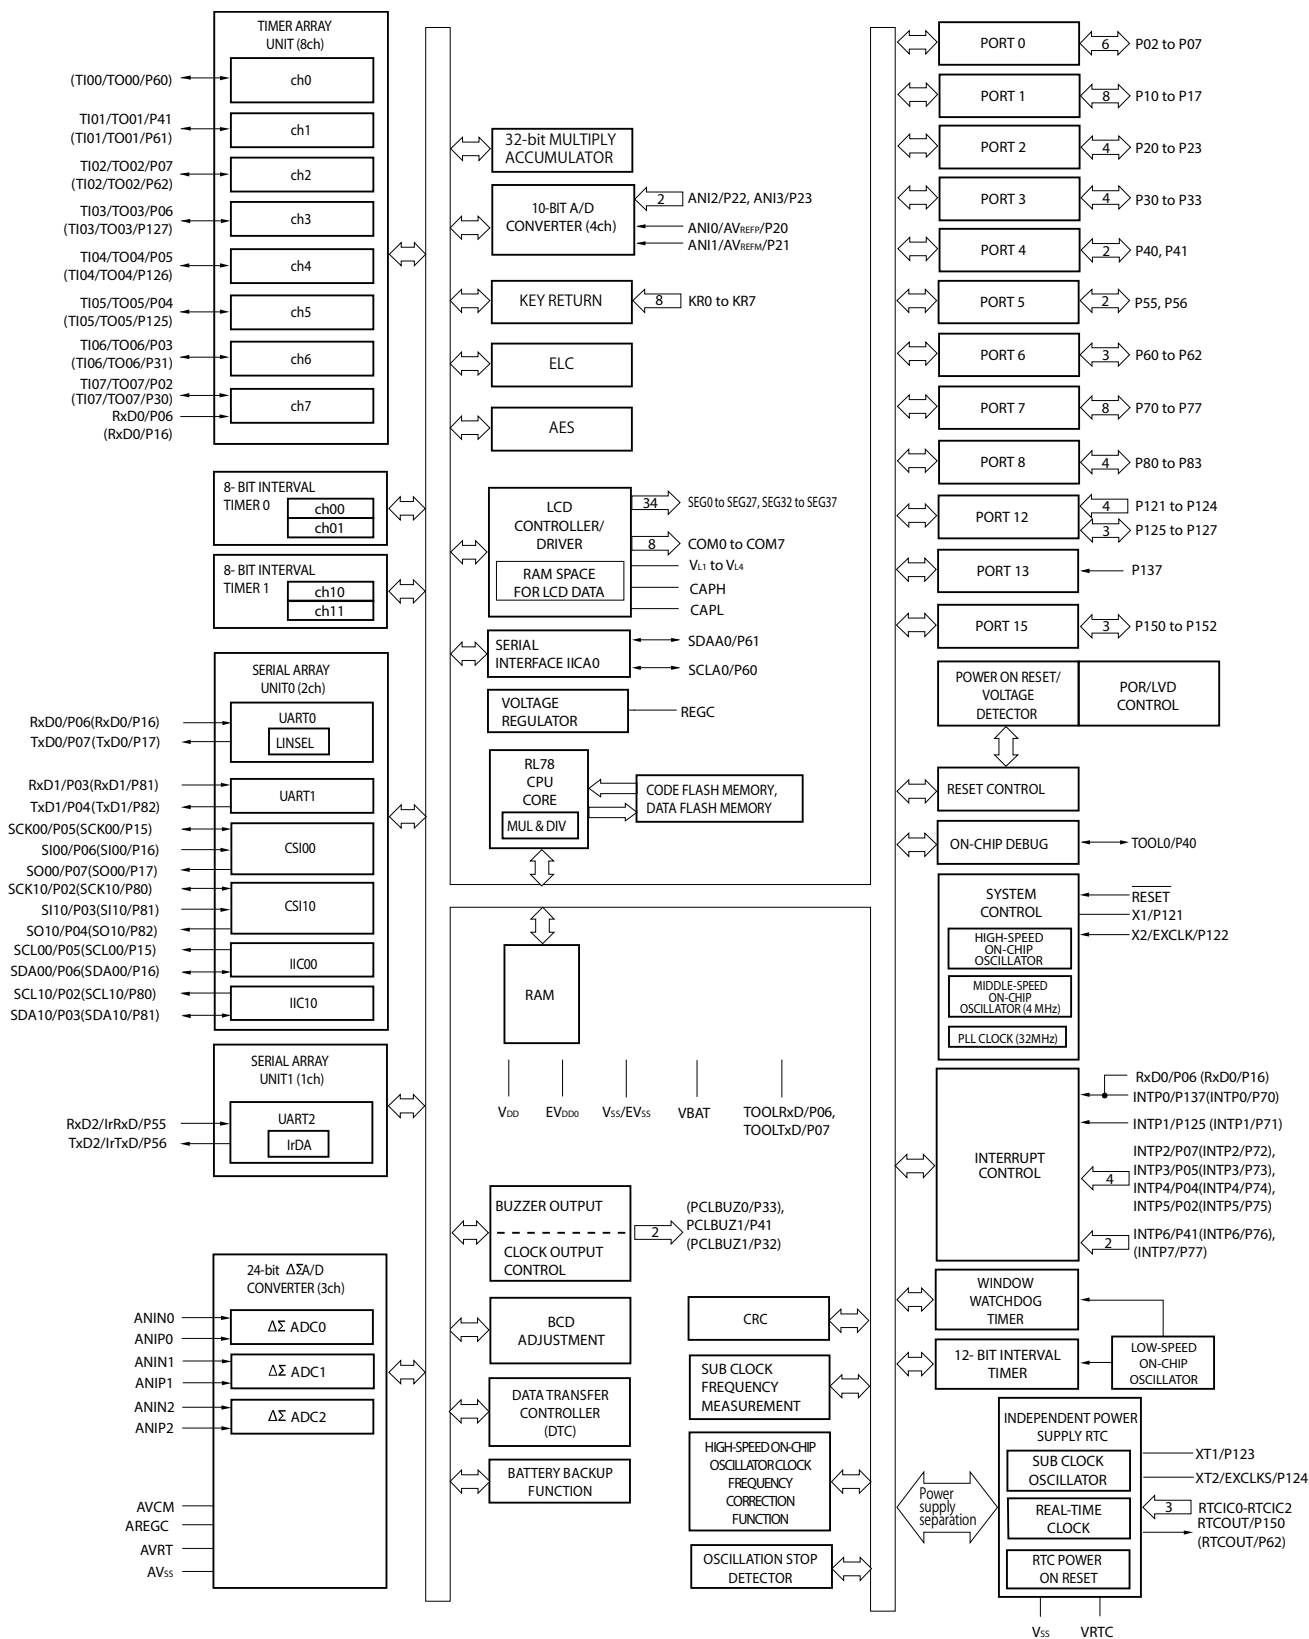 TIMER ARRAY
UNIT (8ch)
(TI00/TO00/P60)
ch0
TI01/TO01/P41
(TI01/TO01/P61)
ch1
TI02/TO02/P07
(TI02/TO02/P62)
ch2
TI03/TO03/P06
(TI03/TO03/P127)
ch3
TI04/TO04/P05
(TI04/TO04/P126)
ch4
TI05/TO05/P04
(TI05/TO05/P125)
ch5
TI06/TO06/P03
(TI06/TO06/P31)
ch6
TI07/TO07/P02
(TI07/TO07/P30)
RxD0/P06
(RxD0/P16)
ch7
8- BIT INTERVAL
TIMER 0
ch00
ch01
8- BIT INTERVAL
TIMER 1
ch10
ch11
SERIAL ARRAY
UNIT0 (2ch)
RxD0/P06(RxD0/P16)
TxD0/P07(TxD0/P17)
UART0
LINSEL
RxD1/P03(RxD1/P81)
TxD1/P04(TxD1/P82)
UART1
SCK00/P05(SCK00/P15)
SI00/P06(SI00/P16)
SO00/P07(SO00/P17)
CSI00
SCK10/P02(SCK10/P80)
SI10/P03(SI10/P81)
SO10/P04(SO10/P82)
CSI10
SCL00/P05(SCL00/P15)
SDA00/P06(SDA00/P16)
IIC00
SCL10/P02(SCL10/P80)
SDA10/P03(SDA10/P81)
IIC10
SERIAL ARRAY
UNIT1 (1ch)
RxD2/IrRxD/P55
TxD2/IrTxD/P56
UART2
IrDA
24-bit ΔΣA/D
CONVERTER (3ch)
ANIN0
ANIP0
ΔΣ ADC0
ANIN1
ANIP1
ΔΣ ADC1
ANIN2
ANIP2
ΔΣ ADC2
AVCM
AREGC
AVRT
AVss
32-bit MULTIPLY
ACCUMULATOR
10-BIT A/D
CONVERTER (4ch)
2
ANI2/P22, ANI3/P23
ANI0/AVREFP/P20
ANI1/AVREFM/P21
KEY RETURN
8
KR0 to KR7
ELC
AES
LCD
CONTROLLER/
DRIVER
RAM SPACE
FOR LCD DATA
34
SEG0 to SEG27, SEG32 to SEG37
8
COM0 to COM7
VL1 to VL4
CAPH
CAPL
SERIAL
INTERFACE IICA0
SDAA0/P61
SCLA0/P60
VOLTAGE
REGULATOR
REGC
RL78
CPU
CORE
MUL & DIV
CODE FLASH MEMORY,
DATA FLASH MEMORY
RAM
VDD
EVDD0
Vss/EVss
VBAT
TOOLRxD/P06,
TOOLTxD/P07
BUZZER OUTPUT
CLOCK OUTPUT
CONTROL
2
(PCLBUZ0/P33),
PCLBUZ1/P41
(PCLBUZ1/P32)
BCD
ADJUSTMENT
DATA TRANSFER
CONTROLLER
(DTC)
BATTERY BACKUP
FUNCTION
CRC
SUB CLOCK
FREQUENCY
MEASUREMENT
HIGH-SPEED ON-CHIP
OSCILLATOR CLOCK
FREQUENCY
CORRECTION
FUNCTION
OSCILLATION STOP
DETECTOR
PORT 0
6
P02 to P07
PORT 1
8
P10 to P17
PORT 2
4
P20 to P23
PORT 3
4
P30 to P33
PORT 4
2
P40, P41
PORT 5
2
P55, P56
PORT 6
3
P60 to P62
PORT 7
8
P70 to P77
PORT 8
4
P80 to P83
PORT 12
4
P121 to P124
3
P125 to P127
PORT 13
P137
PORT 15
3
P150 to P152
POWER ON RESET/
VOLTAGE
DETECTOR
POR/LVD
CONTROL
RESET CONTROL
ON-CHIP DEBUG
TOOL0/P40
SYSTEM
CONTROL
RESET
X1/P121
X2/EXCLK/P122
HIGH-SPEED
ON-CHIP
OSCILLATOR
MIDDLE-SPEED
ON-CHIP
OSCILLATOR (4 MHz)
PLL CLOCK (32MHz)
INTERRUPT
CONTROL
RxD0/P06 (RxD0/P16)
INTP0/P137(INTP0/P70)
INTP1/P125 (INTP1/P71)
4
INTP2/P07(INTP2/P72),
INTP3/P05(INTP3/P73),
INTP4/P04(INTP4/P74),
INTP5/P02(INTP5/P75)
2
INTP6/P41(INTP6/P76),
(INTP7/P77)
WINDOW
WATCHDOG
TIMER
12- BIT INTERVAL
TIMER
LOW-SPEED
ON-CHIP
OSCILLATOR
Power
supply
separation
INDEPENDENT POWER
SUPPLY RTC
SUB CLOCK
OSCILLATOR
XT1/P123
XT2/EXCLKS/P124
REAL-TIME
CLOCK
3
RTCIC0-RTCIC2
RTCOUT/P150
(RTCOUT/P62)
RTC POWER
ON RESET
Vss
VRTC